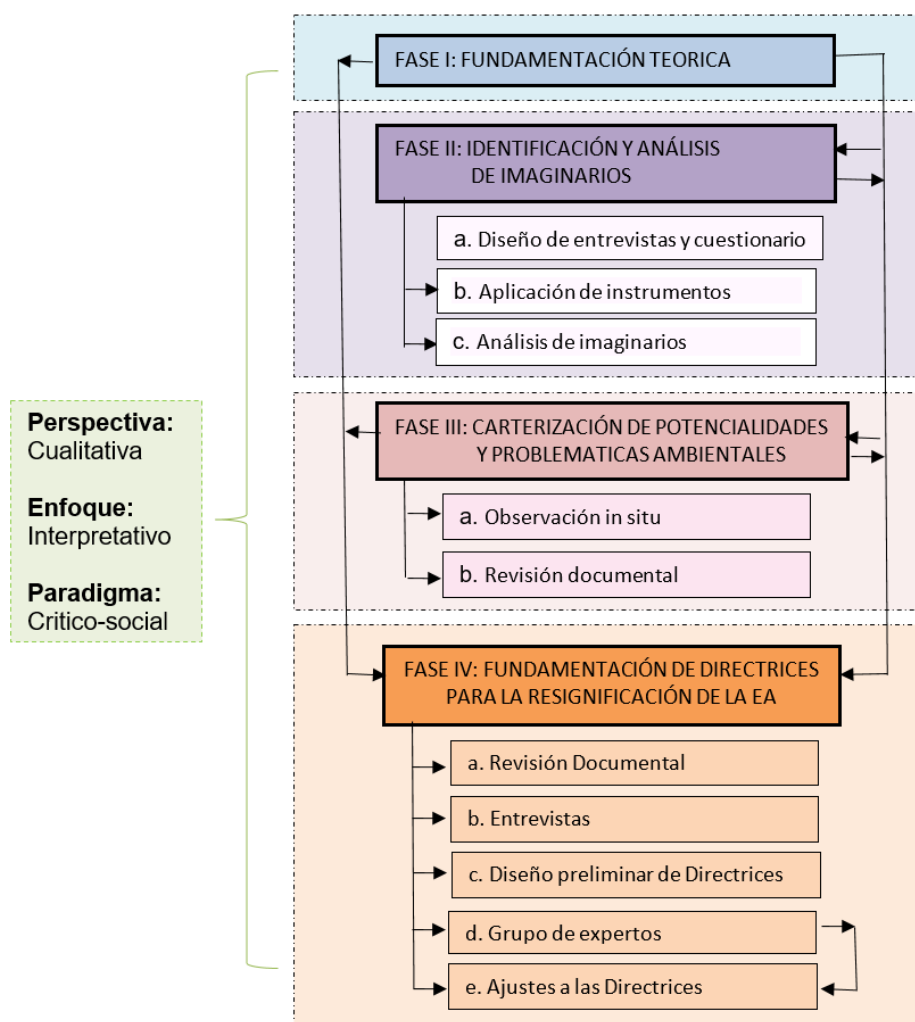 FASE I: FUNDAMENTACIÓN TEORICA
FASE II: IDENTIFICACIÓN Y ANÁLISIS
DE IMAGINARIOS
a. Diseño de entrevistas y cuestionario
b. Aplicación de instrumentos
c. Análisis de imaginarios
Perspectiva:
Cualitativa
Enfoque:
Interpretativo
Paradigma:
Critico-social
FASE III: CARTERIZACIÓN DE POTENCIALIDADES
Y PROBLEMATICAS AMBIENTALES
a. Observación in situ
b. Revisión documental
FASE IV: FUNDAMENTACIÓN DE DIRECTRICES
PARA LA RESIGNIFICACIÓN DE LA EA
a. Revisión Documental
b. Entrevistas
c. Diseño preliminar de Directrices
d. Grupo de expertos
e. Ajustes a las Directrices